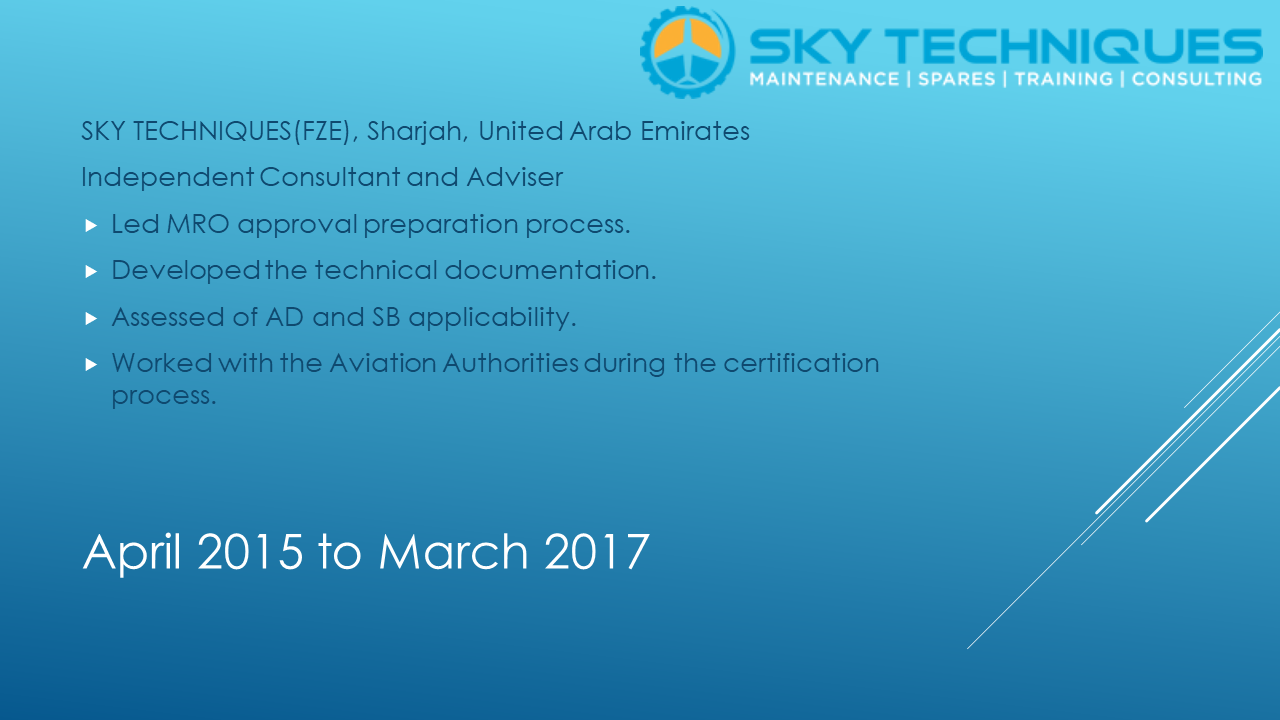 SKY TECHNIQUES
MAINTENANCE | SPARES | TRAINING | CONSULTING
SKY TECHNIQUES(FZE), Sharjah, United Arab Emirates
Independent Consultant and Adviser
Led MRO approval preparation process.
Developed the technical documentation.
Assessed of AD and SB applicability.
Worked with the Aviation Authorities during the certification
process.
April 2015 to March 2017